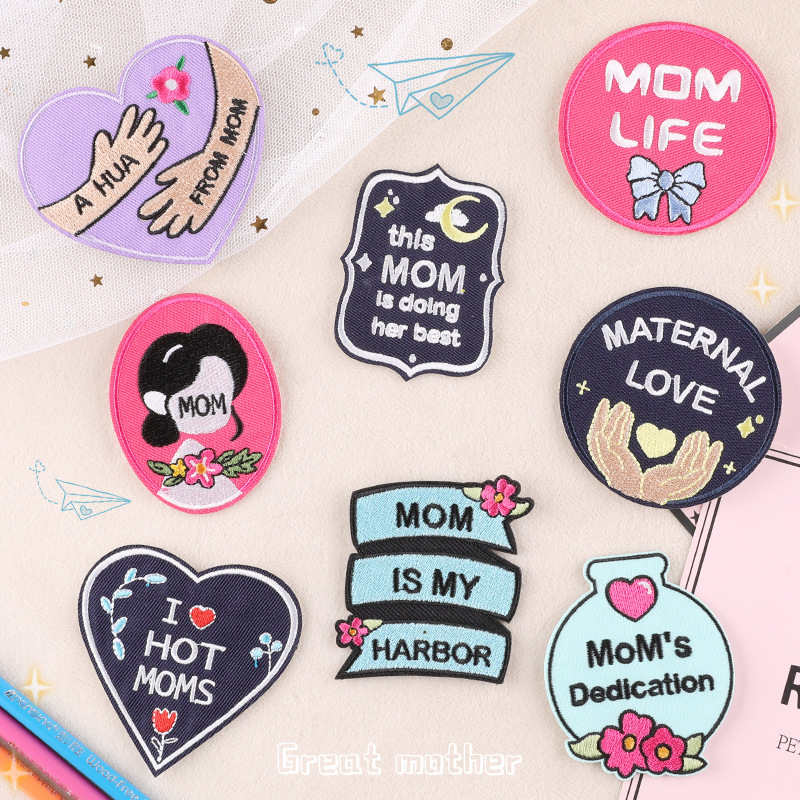 A HUA
FROM MOM
MOM
LIFE
this
MOM
is doing
her best
MOM
MATERNAL
LOVE
MOM
IS MY
HARBOR
I
HOT
MOMS
MoM's
Dedication
Great mother
R
PET